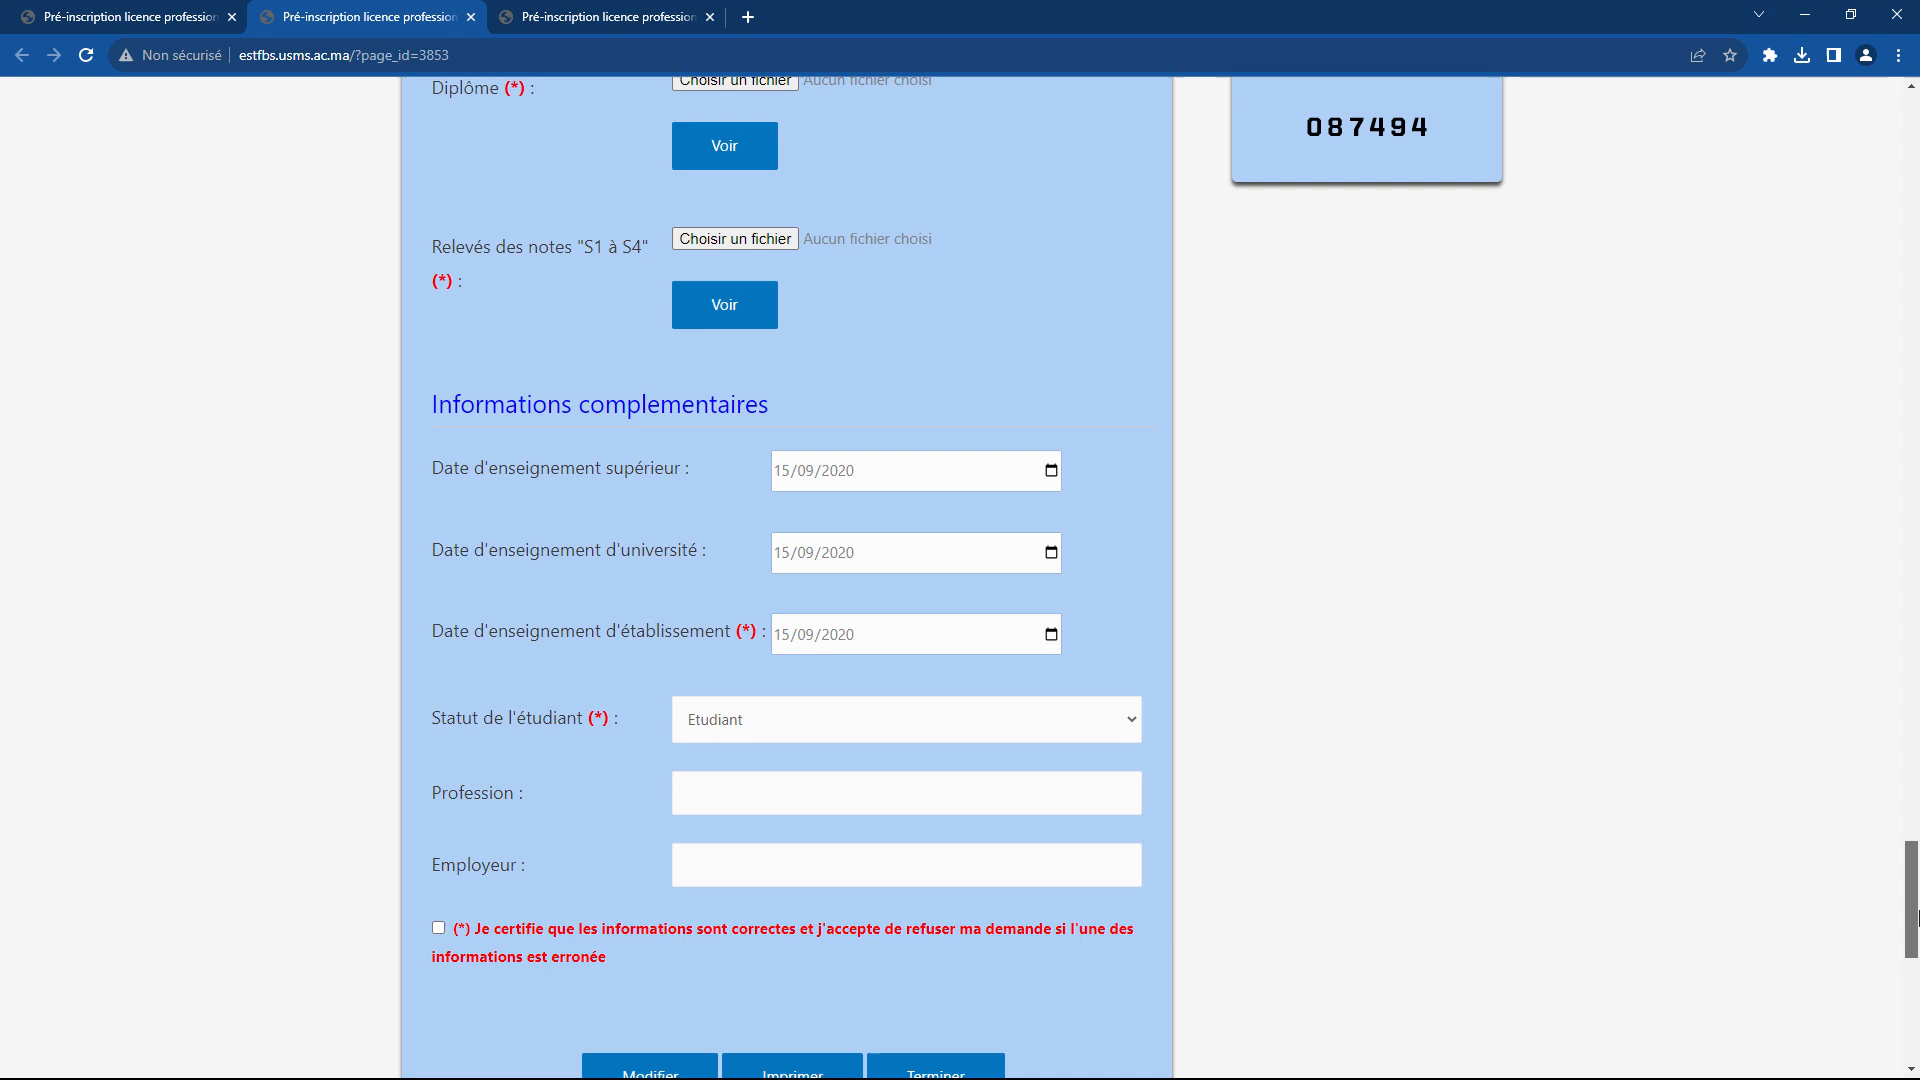 Pré-inscription licence profession
Pré-inscription licence profession
Pré-inscription licence profession
Non sécurisé
estfbs.usms.ac.ma/?page_id=3853
Diplôme (*) :
Choisir un fichier Aucun fichier choisi
087494
Voir
Relevés des notes "S1 à S4"
(*) :
Choisir un fichier Aucun fichier choisi
Voir
Informations complementaires
Date d'enseignement supérieur :
15/09/2020
Date d'enseignement d'université :
15/09/2020
Date d'enseignement d'établissement (*) :
15/09/2020
Statut de l'étudiant (*) :
Etudiant
Profession :
Employeur :
(*) Je certifie que les informations sont correctes et j'accepte de refuser ma demande si l'une des
informations est erronée
Modifier
Imprimer
Terminer